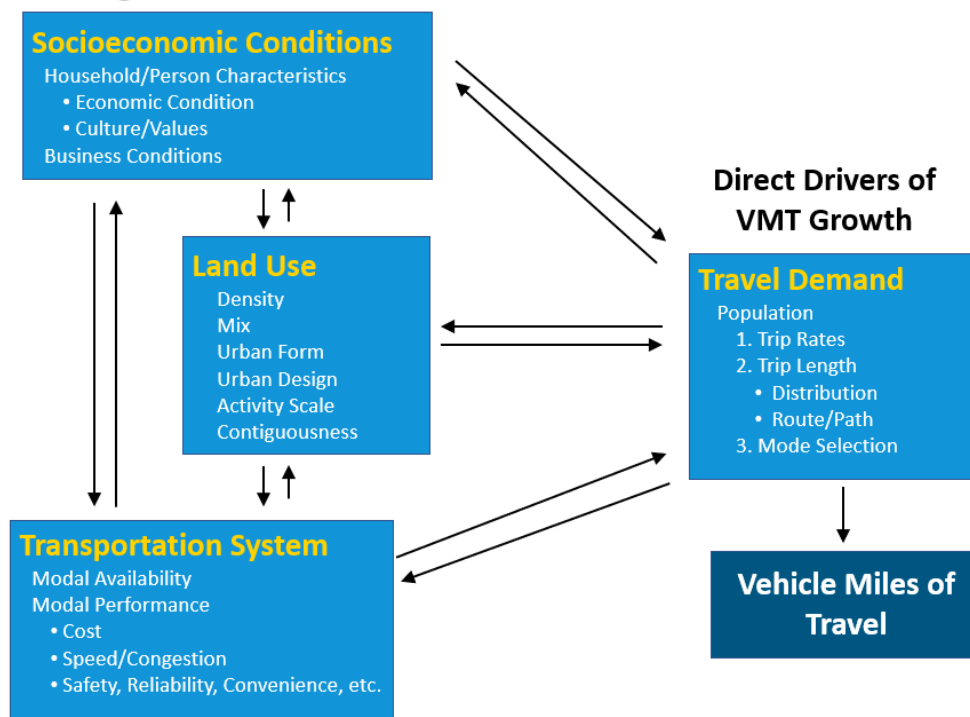 Socioeconomic Conditions
Household/Person Characteristics
• Economic Condition
• Culture/Values
Business Conditions
Direct Drivers of
VMT Growth
Land Use
Density
Mix
Urban Form
Urban Design
Activity Scale
Contiguousness
Travel Demand
Population
1. Trip Rates
2. Trip Length
• Distribution
• Route/Path
3. Mode Selection
Transportation System
Modal Availability
Modal Performance
• Cost
• Speed/Congestion
• Safety, Reliability, Convenience, etc.
Vehicle Miles of
Travel